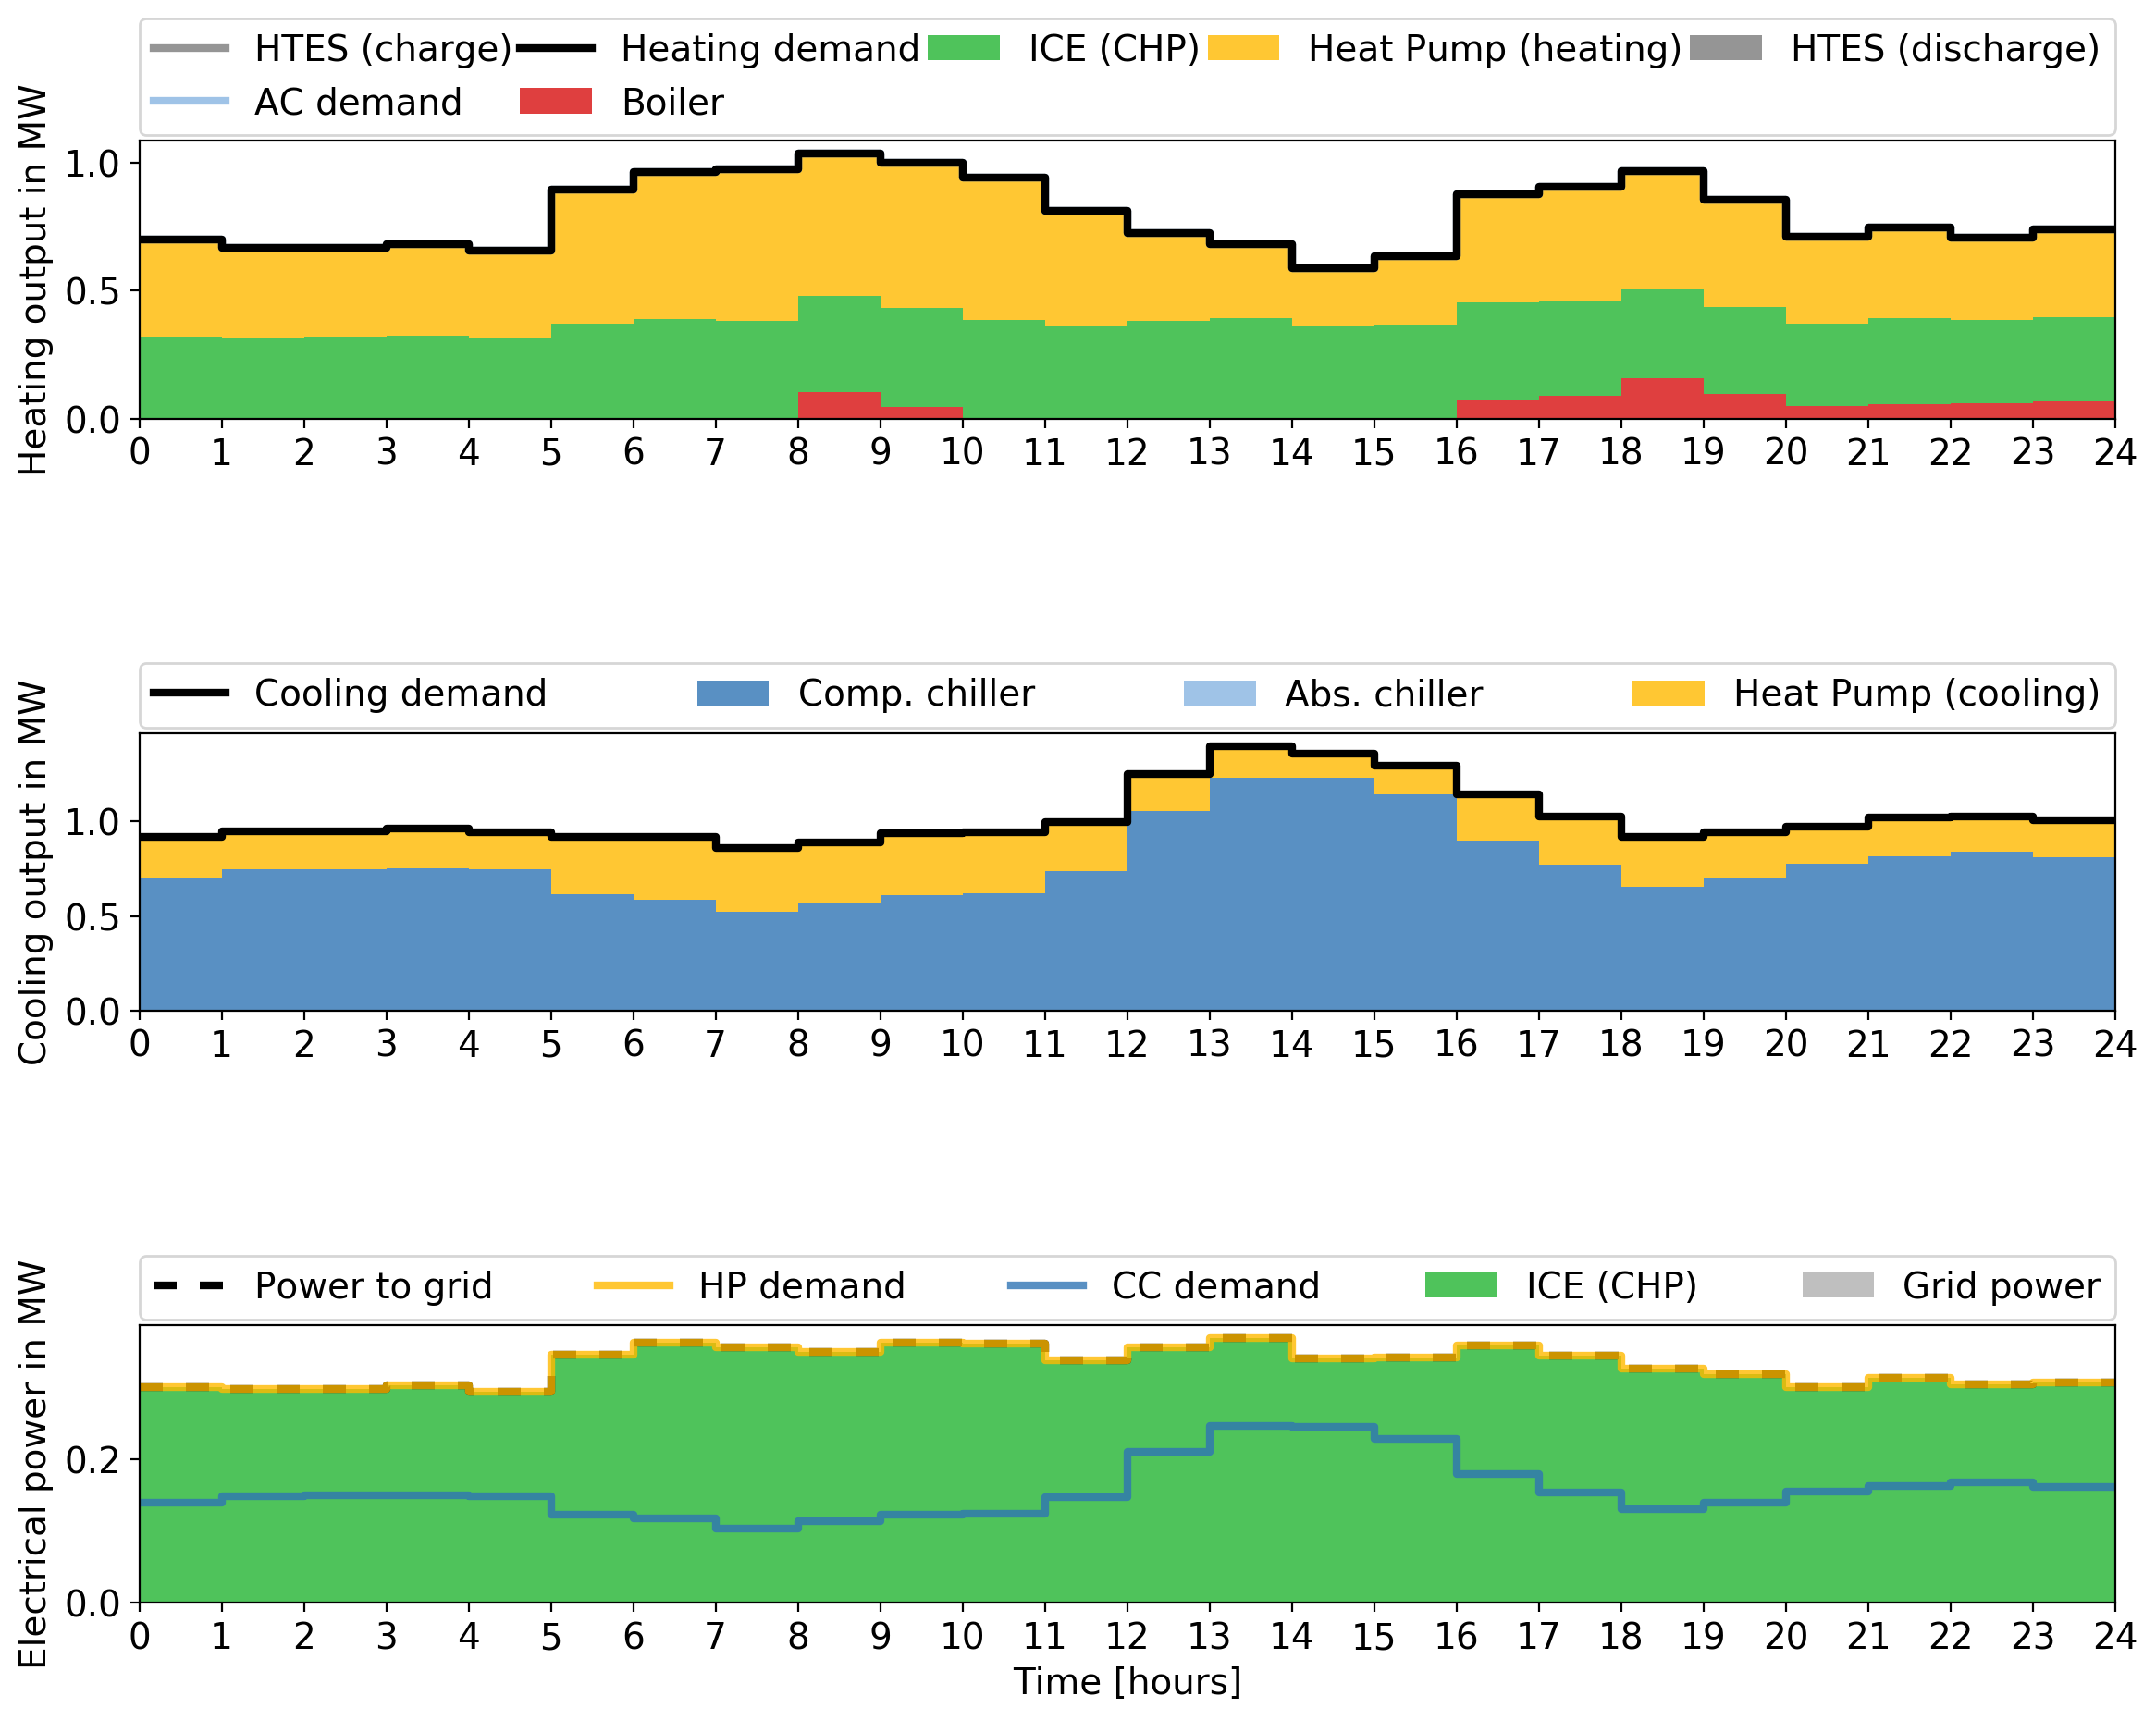 HTES (charge) Heating demand ICE (CHP) Heat Pump (heating) HTES (discharge)
AC demand Boiler
Heating output in MW
1.0
0.5
0.0
0 1 2 3 4 5 6 7 8 9 10 11 12 13 14 15 16 17 18 19 20 21 22 23 24
Cooling demand Comp. chiller Abs. chiller Heat Pump (cooling)
Cooling output in MW
1.0
0.5
0.0
0 1 2 3 4 5 6 7 8 9 10 11 12 13 14 15 16 17 18 19 20 21 22 23 24
Power to grid HP demand CC demand ICE (CHP) Grid power
Electrical power in MW
0.2
0.0
0 1 2 3 4 5 6 7 8 9 10 11 12 13 14 15 16 17 18 19 20 21 22 23 24
Time [hours]